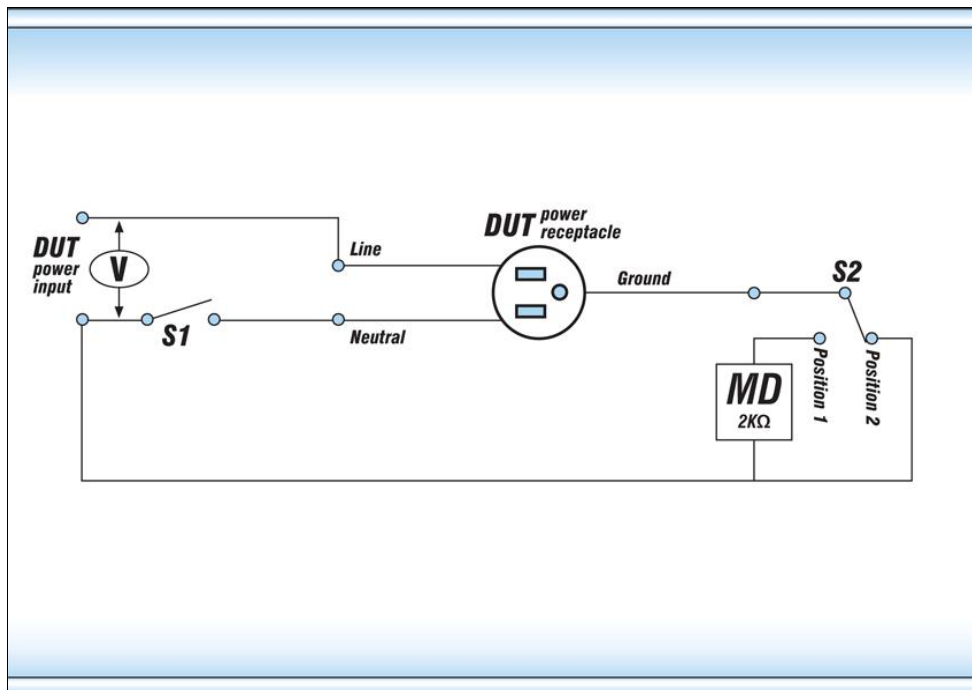 DUT power
receptacle
DUT
power
input
V
Line
S1
Neutral
Ground
S2
MD
2KΩ
Position 1
Position 2